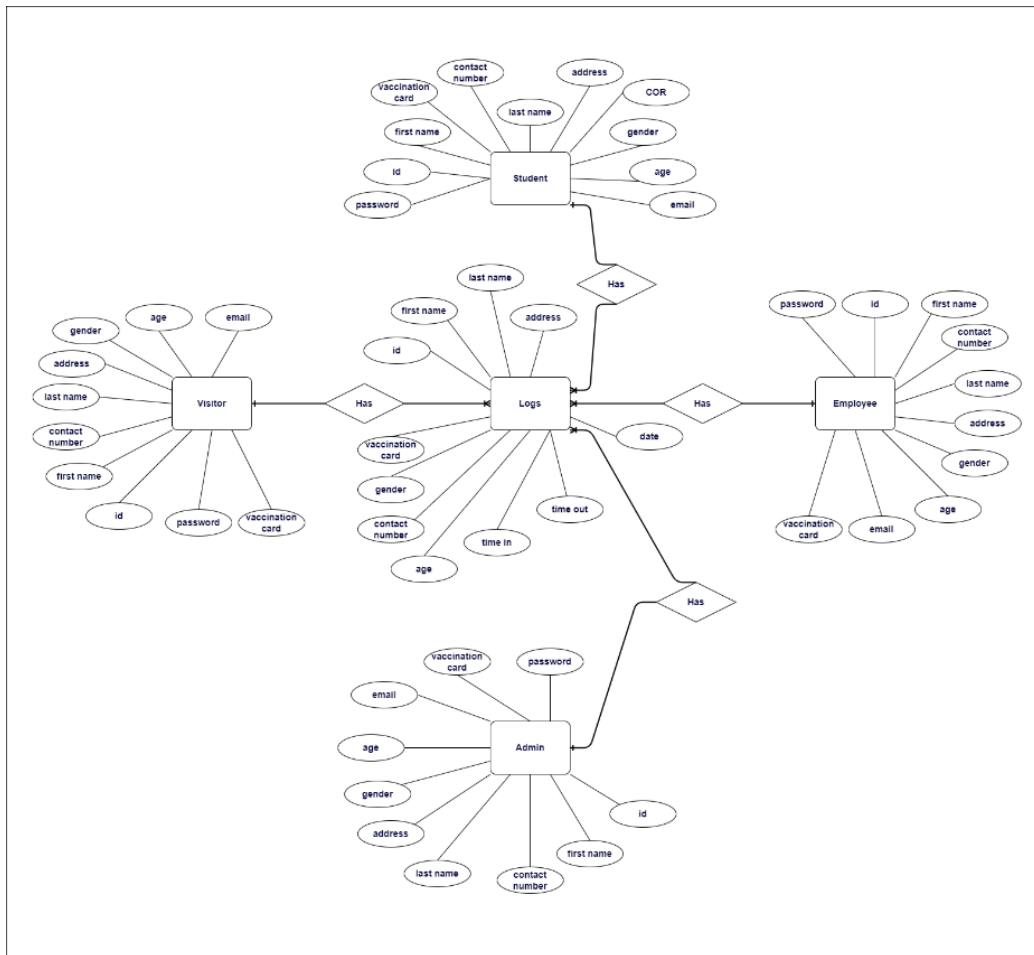 contact
number
address
vaccination
card
COR
last name
first name
gender
id
age
Student
password
email
Has
last name
first name
address
id
Logs
vaccination
card
date
gender
time out
contact
number
time in
age
age
email
gender
address
last name
Visitor
Has
contact
number
first name
id
password
vaccination
card
password
id
first name
contact
number
last name
Has
Employee
address
gender
age
vaccination
card
email
Has
vaccination
card
password
email
age
Admin
gender
id
address
first name
last name
contact
number